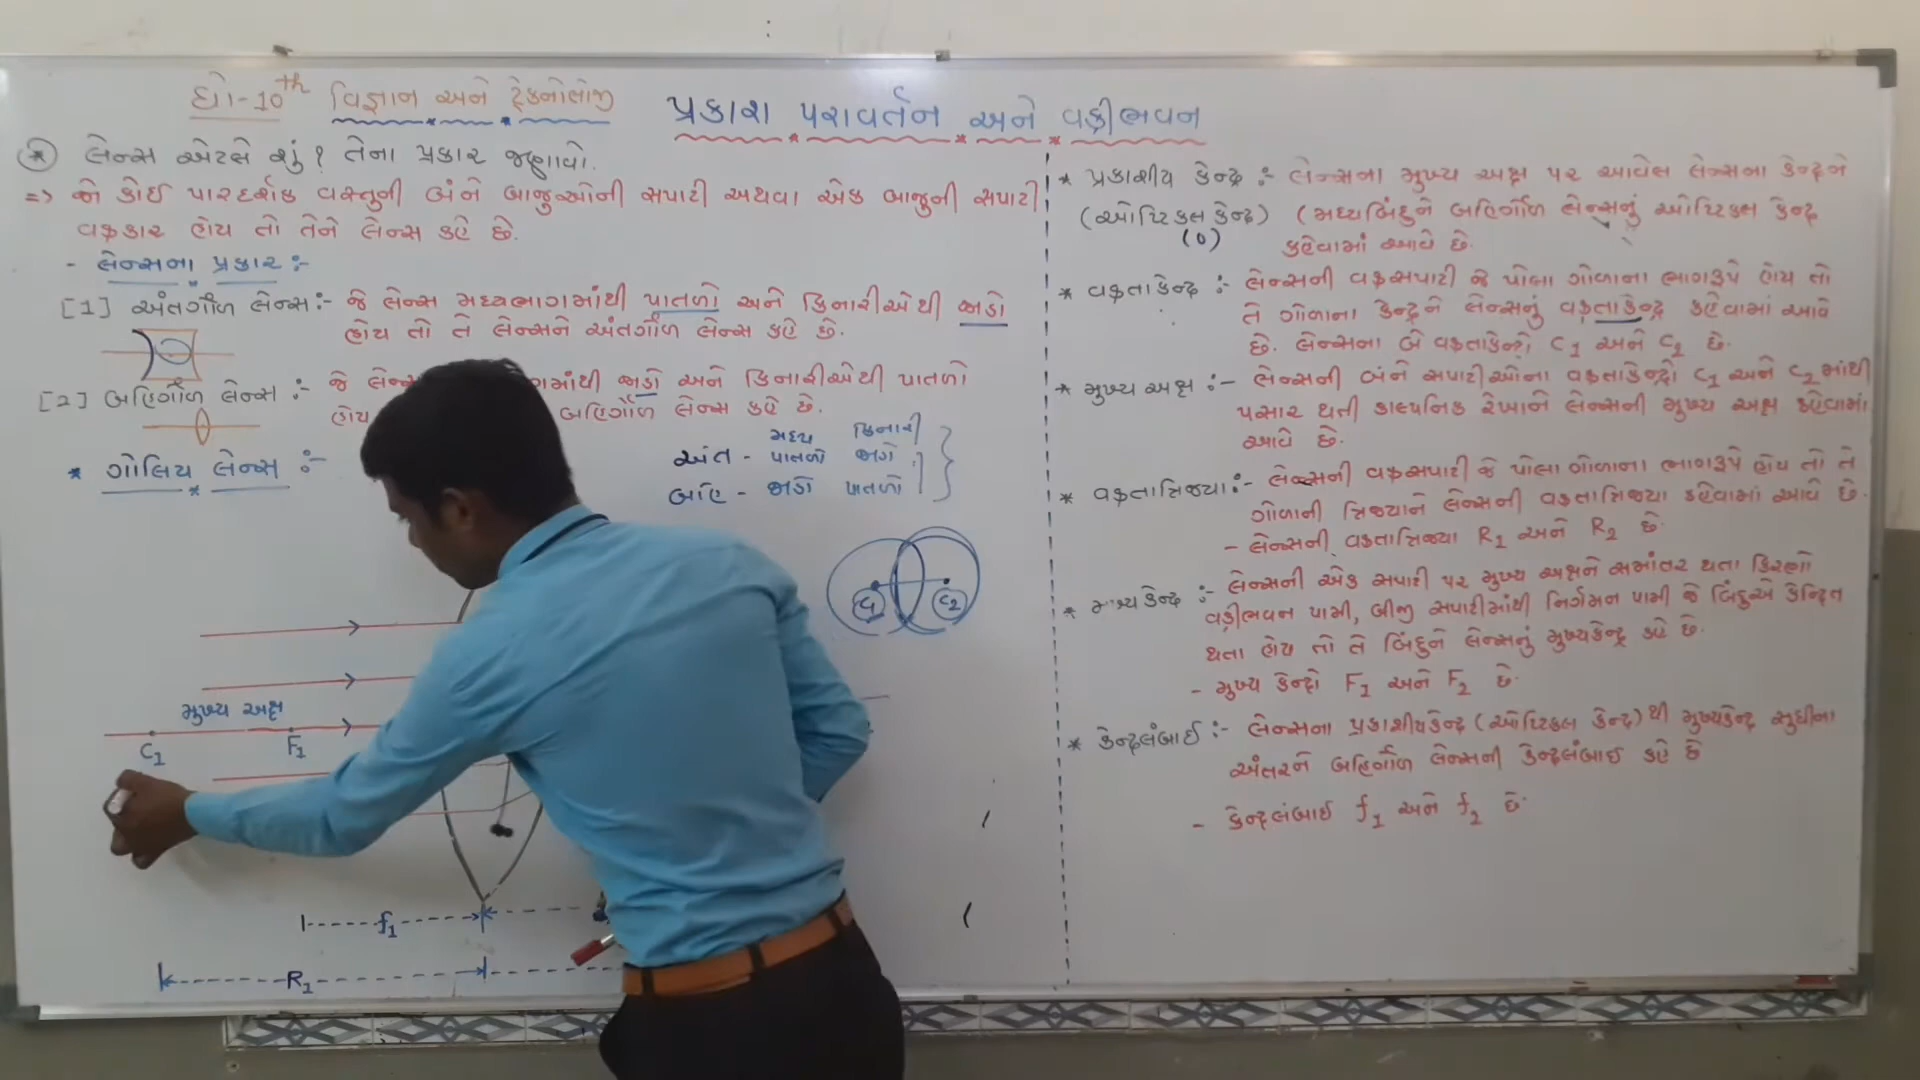 ધો-10th વિજ્ઞાન અને ટેકનોલોજી
પ્રકાશ પરાવર્તન અને વક્રીભવન
* લેન્સ એટલે શું? તેના પ્રકાર જણાવો.
=> જો કોઈ પારદર્શક વસ્તુની બંને બાજુઓની સપાટી અથવા એક બાજુની સપાટી
વક્રાકાર હોય તો તેને લેન્સ કહે છે.
- લેન્સના પ્રકાર :-
[1] અંતર્ગોળ લેન્સ :- જે લેન્સ મધ્યભાગમાંથી પાતળો અને કિનારીએથી જાડો
હોય તો તે લેન્સને અંતર્ગોળ લેન્સ કહે છે.
[2] બહિર્ગોળ લેન્સ :- જે લેન્સ ગમાંથી જાડો અને કિનારીએથી પાતળો
હોય બહિર્ગોળ લેન્સ કહે છે.
* ગોલિય લેન્સ :-
મધ્ય કિનારી
અંત - પાતળો જાડો
બહિ - જાડો પાતળો
C1 C2
મુખ્ય અક્ષ
C1 F1
f1
R1
* પ્રકાશીય કેન્દ્ર :- લેન્સના મુખ્ય અક્ષ પર આવેલ લેન્સના કેન્દ્રને
(ઓપ્ટિકલ કેન્દ્ર) (મધ્યબિંદુને બહિર્ગોળ લેન્સનું ઓપ્ટિકલ કેન્દ્ર
(O) કહેવામાં આવે છે.
* વક્રતાકેન્દ્ર :- લેન્સની વક્રસપાટી જે પોલા ગોળાના ભાગરૂપે હોય તો
તે ગોળાના કેન્દ્રને લેન્સનું વક્રતાકેન્દ્ર કહેવામાં આવે
છે. લેન્સના બે વક્રતાકેન્દ્રો C1 અને C2 છે.
* મુખ્ય અક્ષ :- લેન્સની બંને સપાટીઓના વક્રતાકેન્દ્રો C1 અને C2 માંથી
પસાર થતી કાલ્પનિક રેખાને લેન્સની મુખ્ય અક્ષ કહેવામાં
આવે છે.
* વક્રતાત્રિજ્યા :- લેન્સની વક્રસપાટી જે પોલા ગોળાના ભાગરૂપે હોય તો તે
ગોળાની ત્રિજ્યાને લેન્સની વક્રતાત્રિજ્યા કહેવામાં આવે છે.
- લેન્સની વક્રતાત્રિજ્યા R1 અને R2 છે.
* મુખ્ય કેન્દ્ર :- લેન્સની એક સપાટી પર મુખ્ય અક્ષને સમાંતર થતા કિરણો
વક્રીભવન પામી, બીજી સપાટીમાંથી નિર્ગમન પામી જે બિંદુએ કેન્દ્રિત
થતા હોય તો તે બિંદુને લેન્સનું મુખ્યકેન્દ્ર કહે છે.
- મુખ્ય કેન્દ્રો F1 અને F2 છે.
* કેન્દ્રલંબાઈ :- લેન્સના પ્રકાશીયકેન્દ્ર (ઓપ્ટિકલ કેન્દ્ર) થી મુખ્યકેન્દ્ર સુધીના
અંતરને બહિર્ગોળ લેન્સની કેન્દ્રલંબાઈ કહે છે
- કેન્દ્રલંબાઈ f1 અને f2 છે.